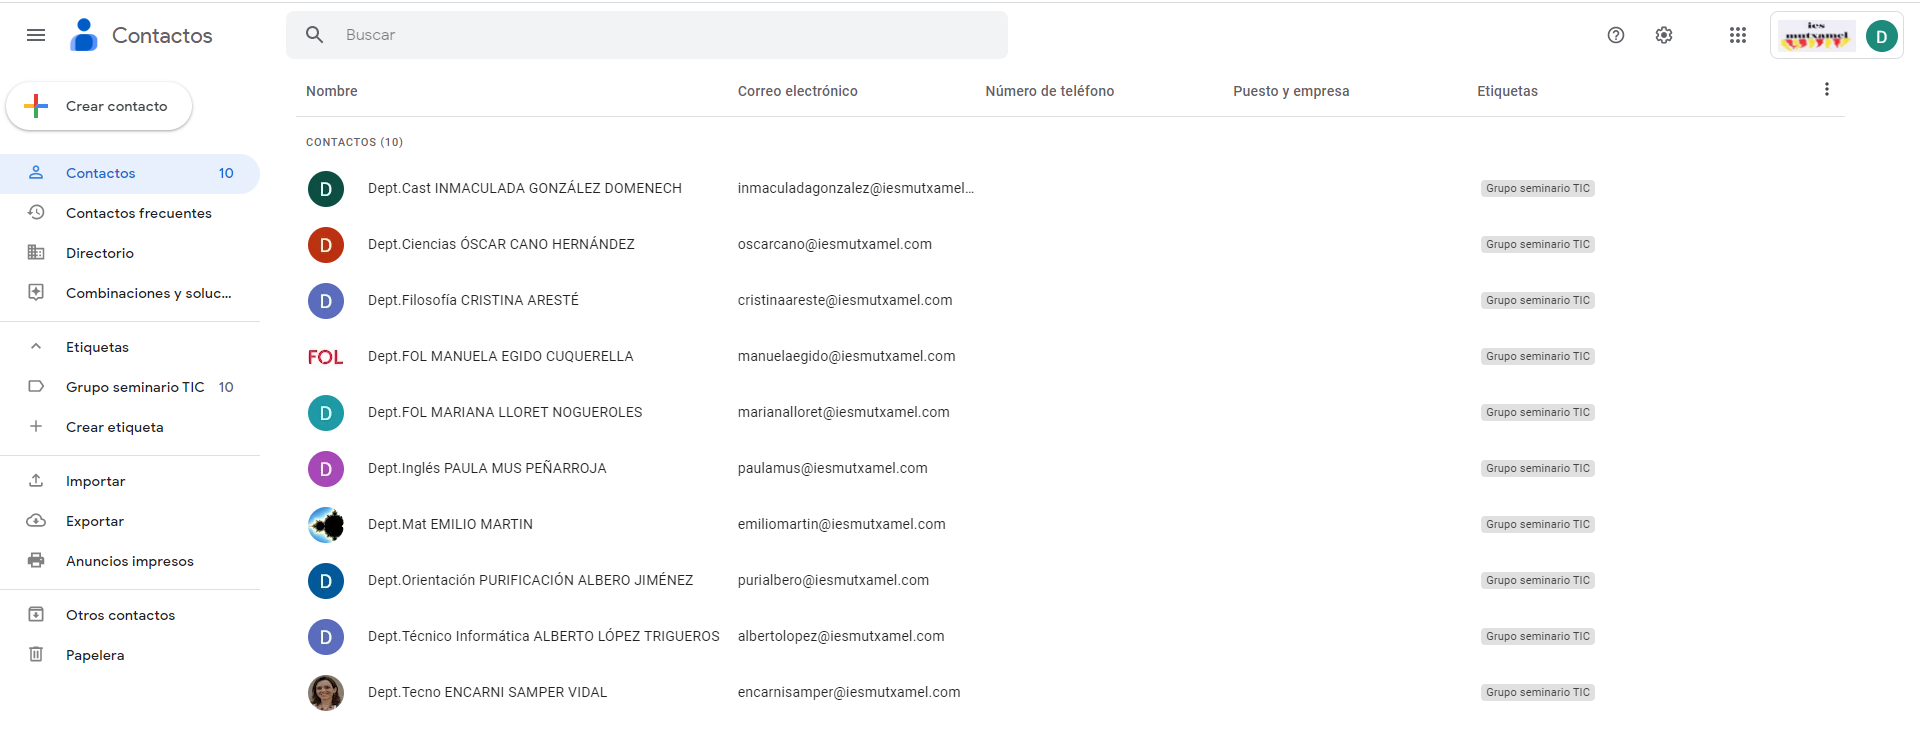 Contactos
Buscar
ies
mutxamel
D
Crear contacto
Contactos 10
Contactos frecuentes
Directorio
Combinaciones y soluc...
Etiquetas
Grupo seminario TIC 10
Crear etiqueta
Importar
Exportar
Anuncios impresos
Otros contactos
Papelera
Nombre Correo electrónico Número de teléfono Puesto y empresa Etiquetas
CONTACTOS (10)
D Dept.Cast INMACULADA GONZÁLEZ DOMENECH inmaculadagonzalez@iesmutxamel... Grupo seminario TIC
D Dept.Ciencias ÓSCAR CANO HERNÁNDEZ oscarcano@iesmutxamel.com Grupo seminario TIC
D Dept.Filosofía CRISTINA ARESTÉ cristinaareste@iesmutxamel.com Grupo seminario TIC
FOL Dept.FOL MANUELA EGIDO CUQUERELLA manuelaegido@iesmutxamel.com Grupo seminario TIC
D Dept.FOL MARIANA LLORET NOGUEROLES marianalloret@iesmutxamel.com Grupo seminario TIC
D Dept.Inglés PAULA MUS PEÑARROJA paulamus@iesmutxamel.com Grupo seminario TIC
Dept.Mat EMILIO MARTIN emiliomartin@iesmutxamel.com Grupo seminario TIC
D Dept.Orientación PURIFICACIÓN ALBERO JIMÉNEZ purialbero@iesmutxamel.com Grupo seminario TIC
D Dept.Técnico Informática ALBERTO LÓPEZ TRIGUEROS albertolopez@iesmutxamel.com Grupo seminario TIC
Dept.Tecno ENCARNI SAMPER VIDAL encarnisamper@iesmutxamel.com Grupo seminario TIC